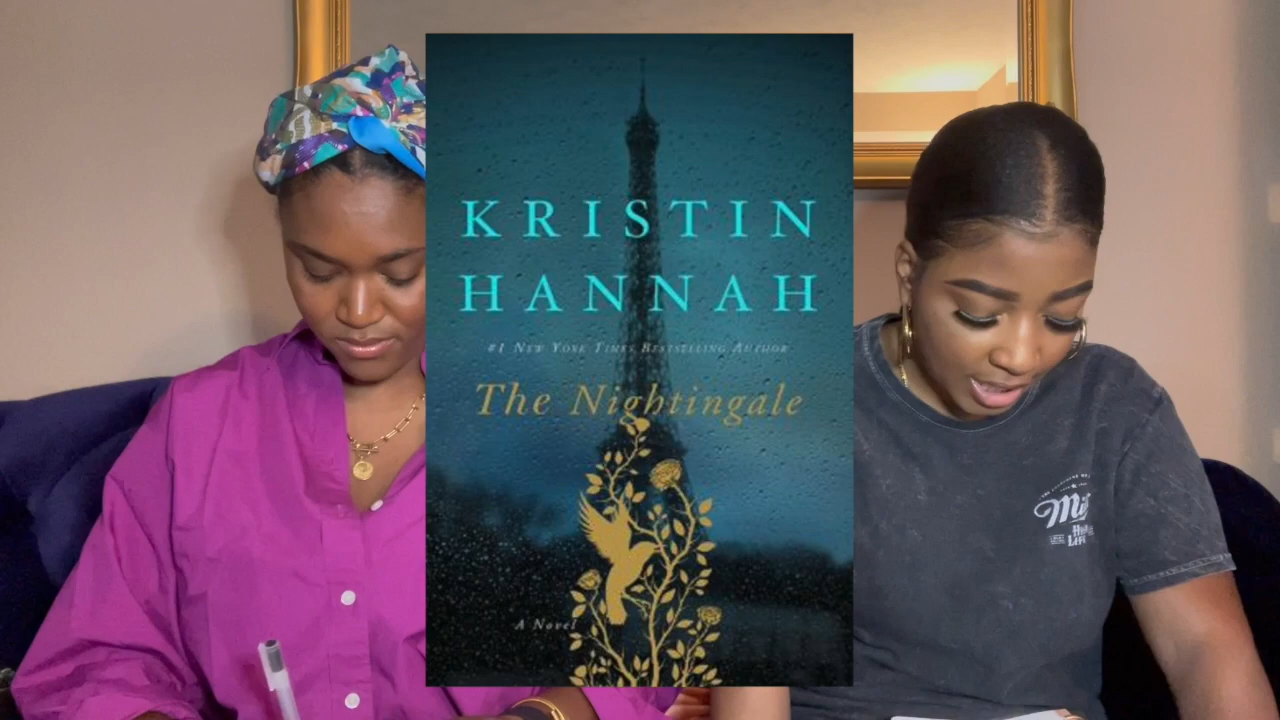 KRISTIN
HANNAH
#1 NEW YORK TIMES BESTSELLING AUTHOR
The Nightingale
A Novel